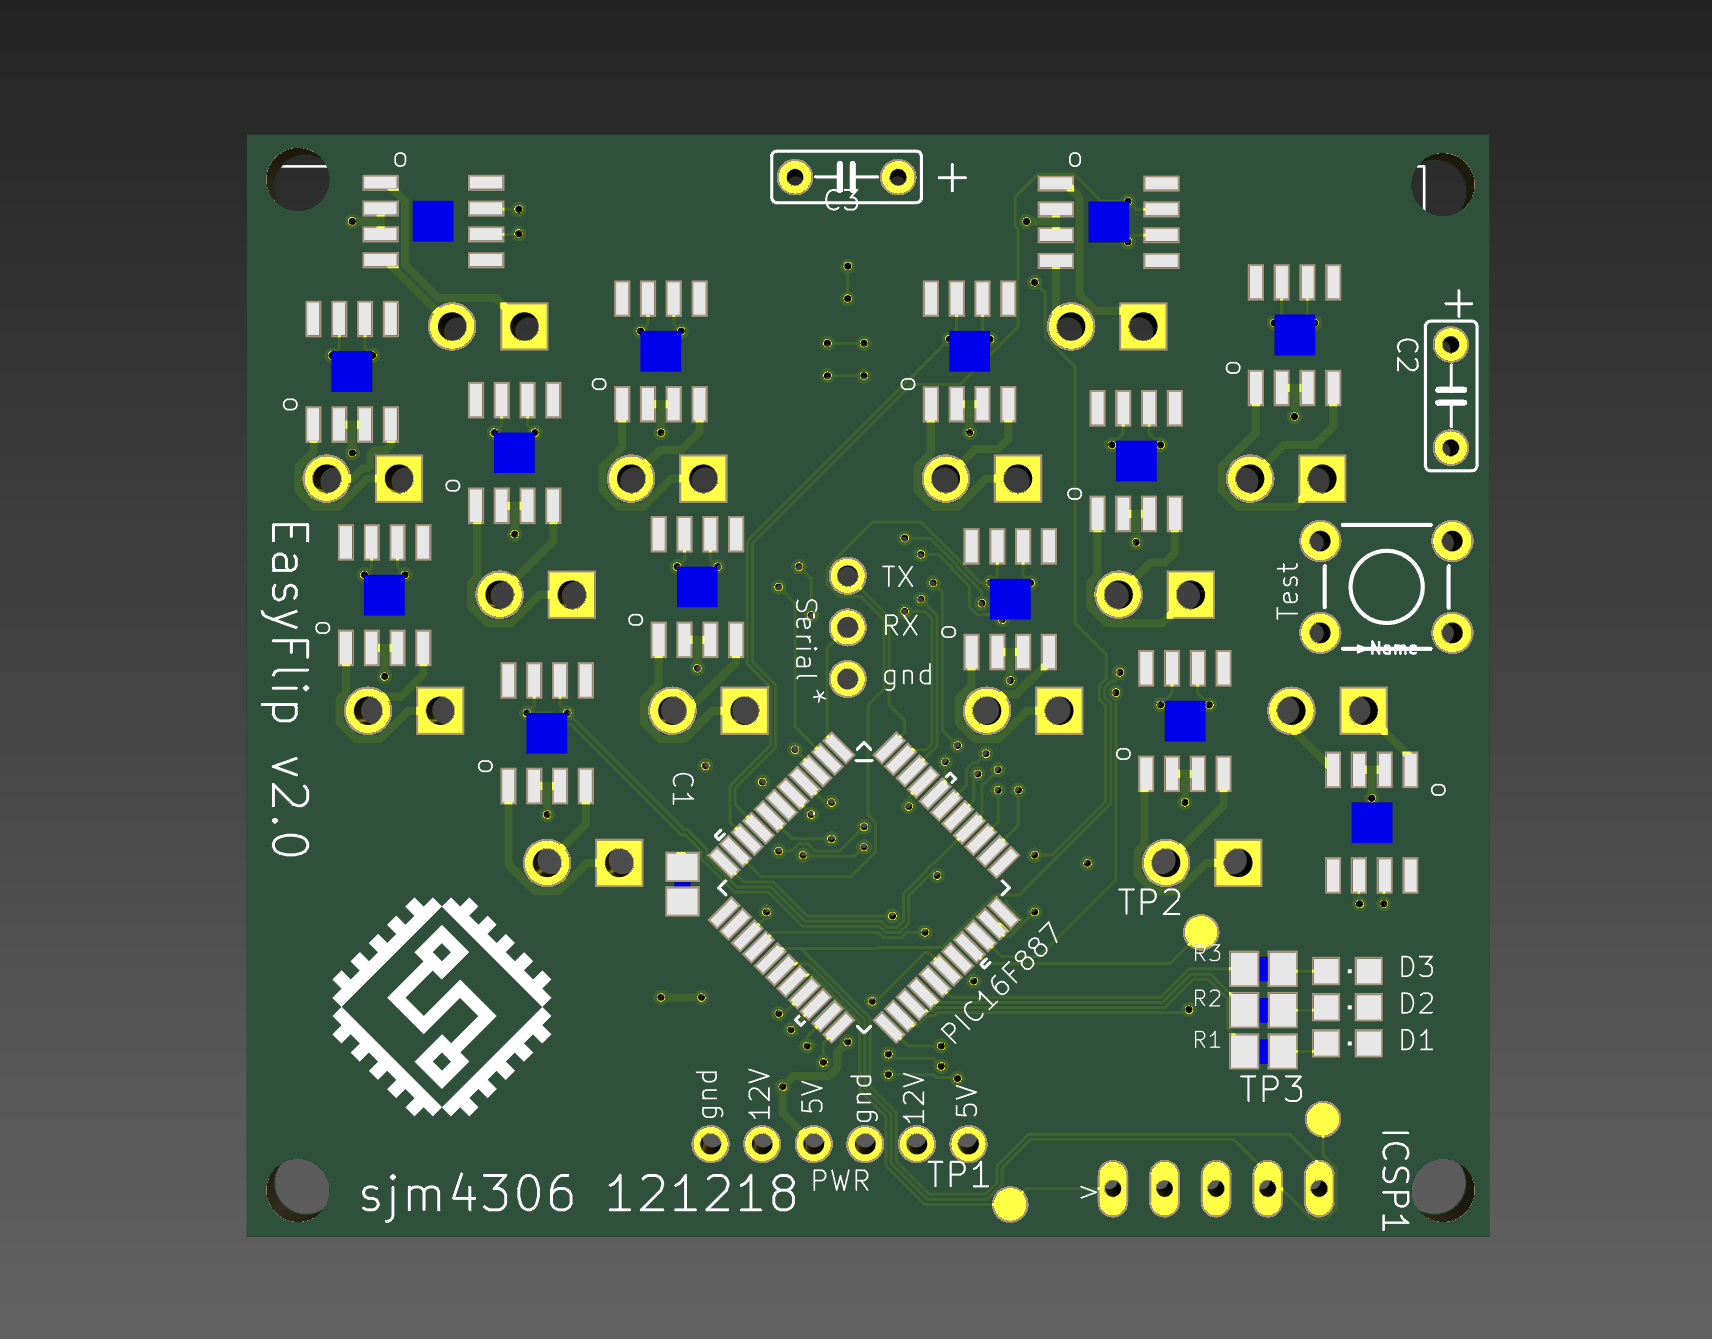 C3
+
+
C2
EasyFlip v2.0
Test
Name
TX
RX
gnd
Serial
*
C1
PIC16F887
TP2
R3
D3
R2
D2
R1
D1
TP3
gnd
12V
5V
gnd
12V
5V
PWR
TP1
ICSP1
sjm4306 121218